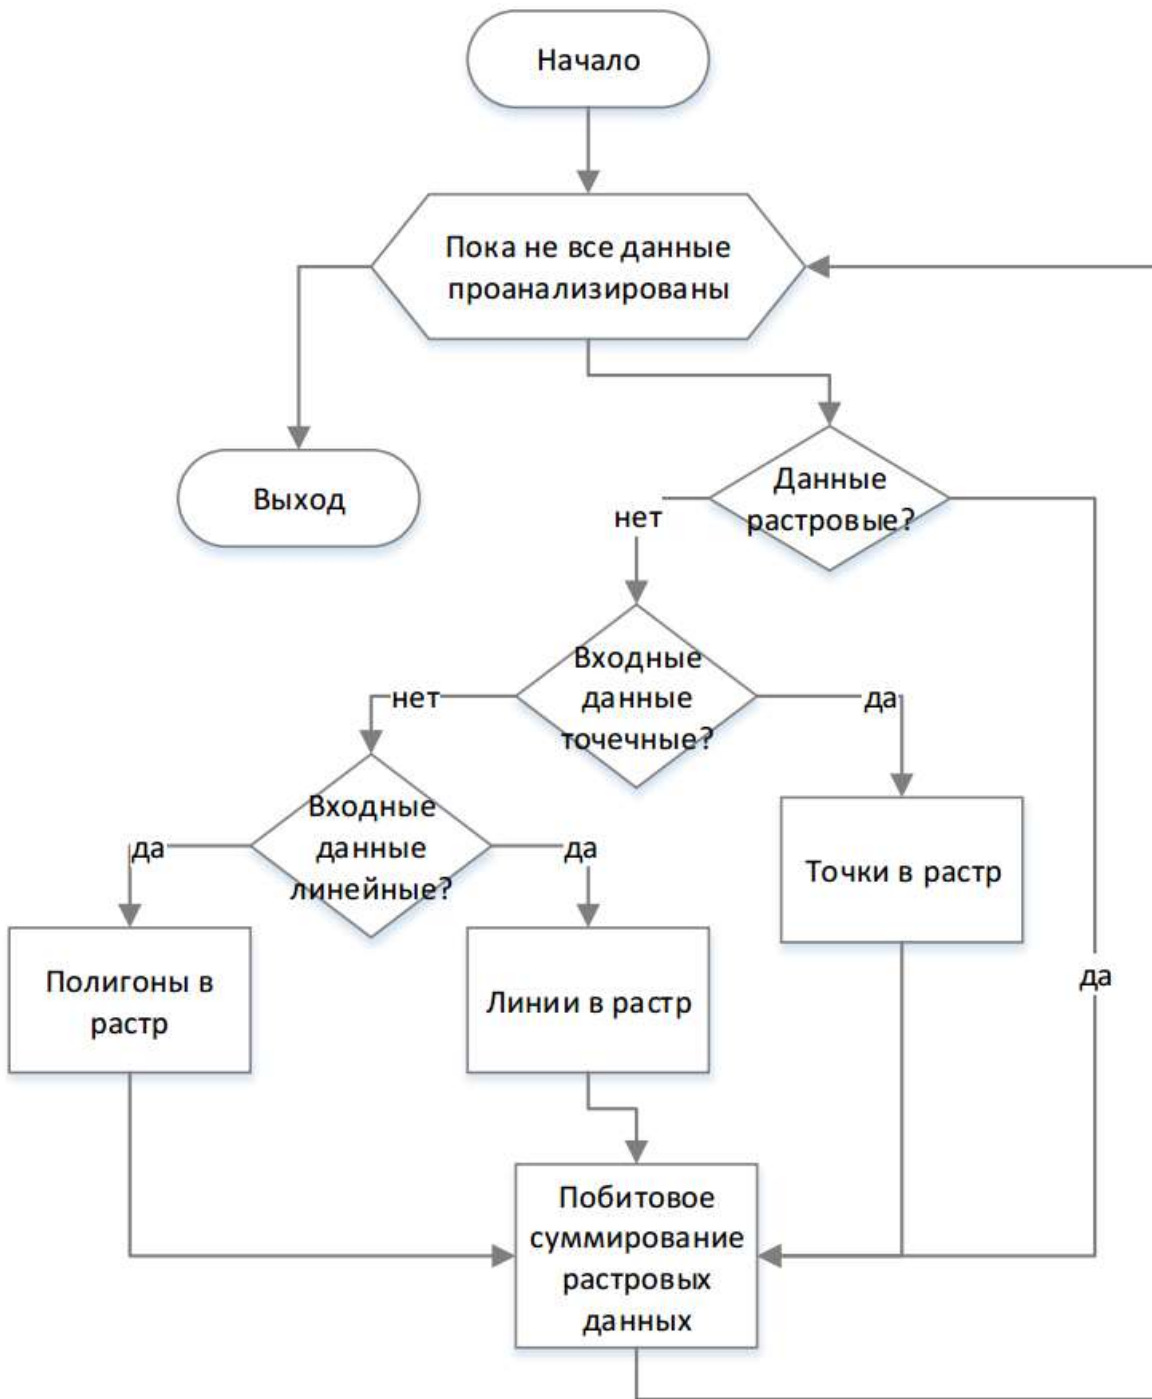 Начало
Пока не все данные
проанализированы
Выход
Данные
растровые?
нет
Входные
данные
точечные?
нет
да
Входные
данные
линейные?
да
да
Точки в растр
Полигоны в
растр
Линии в растр
да
Побитовое
суммирование
растровых
данных